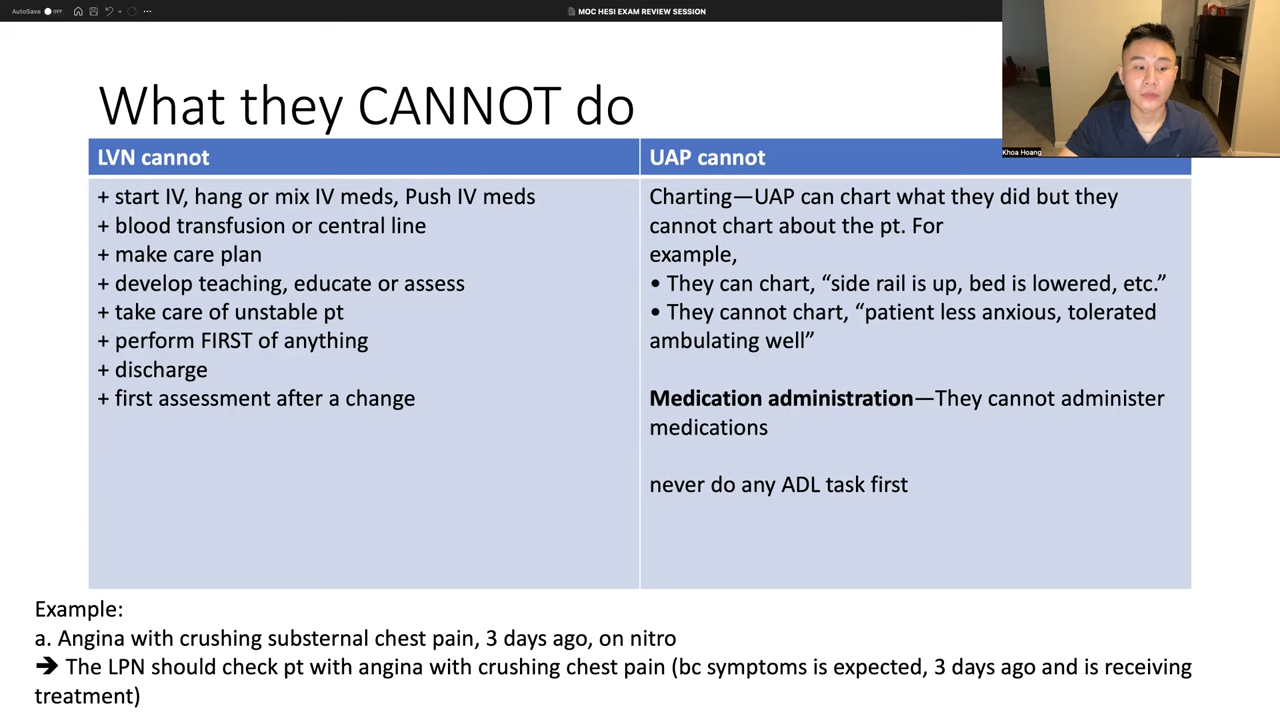 AutoSave OFF
MOC HESI EXAM REVIEW SESSION
Khoa Hoang
What they CANNOT do
LVN cannot
+ start IV, hang or mix IV meds, Push IV meds
+ blood transfusion or central line
+ make care plan
+ develop teaching, educate or assess
+ take care of unstable pt
+ perform FIRST of anything
+ discharge
+ first assessment after a change
UAP cannot
Charting—UAP can chart what they did but they
cannot chart about the pt. For
example,
• They can chart, “side rail is up, bed is lowered, etc.”
• They cannot chart, “patient less anxious, tolerated
ambulating well”
Medication administration—They cannot administer
medications
never do any ADL task first
Example:
a. Angina with crushing substernal chest pain, 3 days ago, on nitro
➔ The LPN should check pt with angina with crushing chest pain (bc symptoms is expected, 3 days ago and is receiving
treatment)